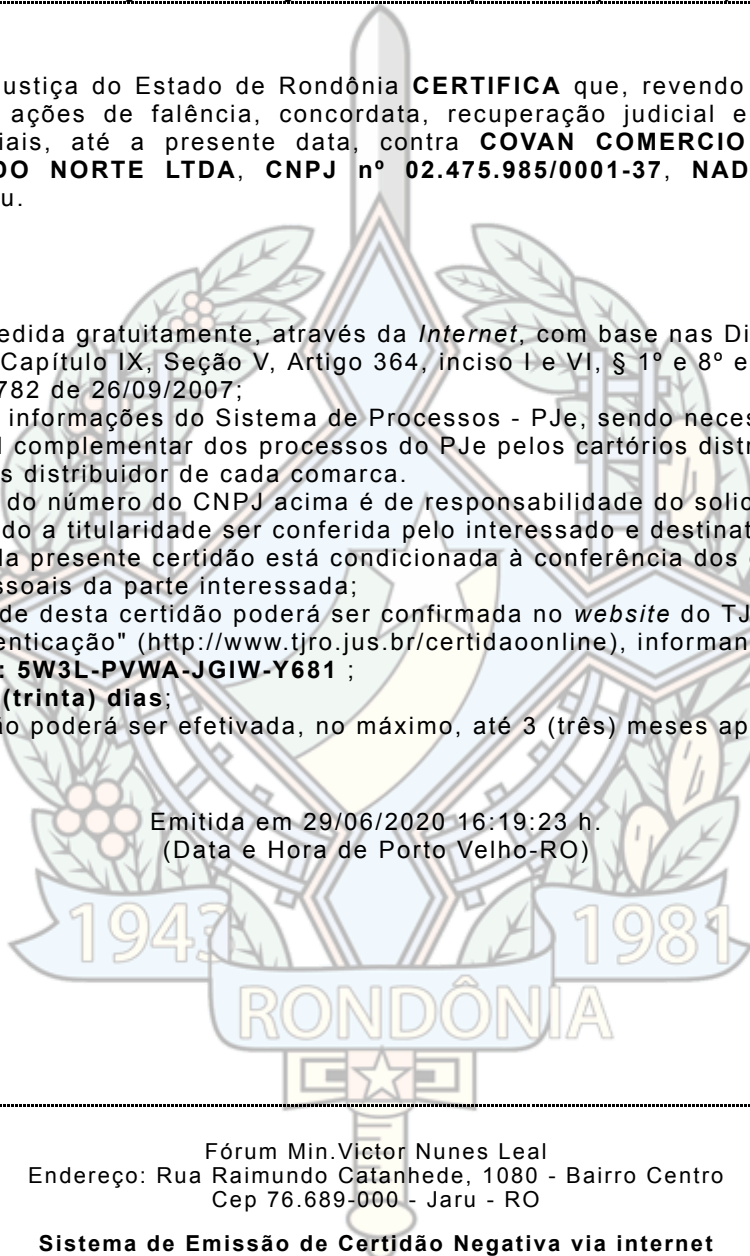 ustiça do Estado de Rondônia CERTIFICA que, revendo
ações de falência, concordata, recuperação judicial e
iais, até a presente data, contra COVAN COMERCIO
DO NORTE LTDA, CNPJ nº 02.475.985/0001-37, NAD
u.
edida gratuitamente, através da Internet, com base nas Di
Capítulo IX, Seção V, Artigo 364, inciso I e VI, § 1º e 8º e
782 de 26/09/2007;
informações do Sistema de Processos - PJe, sendo neces
l complementar dos processos do PJe pelos cartórios distr
s distribuidor de cada comarca.
do número do CNPJ acima é de responsabilidade do solic
do a titularidade ser conferida pelo interessado e destinat
da presente certidão está condicionada à conferência dos
ssoais da parte interessada;
de desta certidão poderá ser confirmada no website do TJ
enticação" (http://www.tjro.jus.br/certidaoonline), informan
: 5W3L-PVWA-JGIW-Y681 ;
(trinta) dias;
ão poderá ser efetivada, no máximo, até 3 (três) meses ap
Emitida em 29/06/2020 16:19:23 h.
(Data e Hora de Porto Velho-RO)
1943 1981
RONDÔNIA
Fórum Min.Victor Nunes Leal
Endereço: Rua Raimundo Catanhede, 1080 - Bairro Centro
Cep 76.689-000 - Jaru - RO
Sistema de Emissão de Certidão Negativa via internet